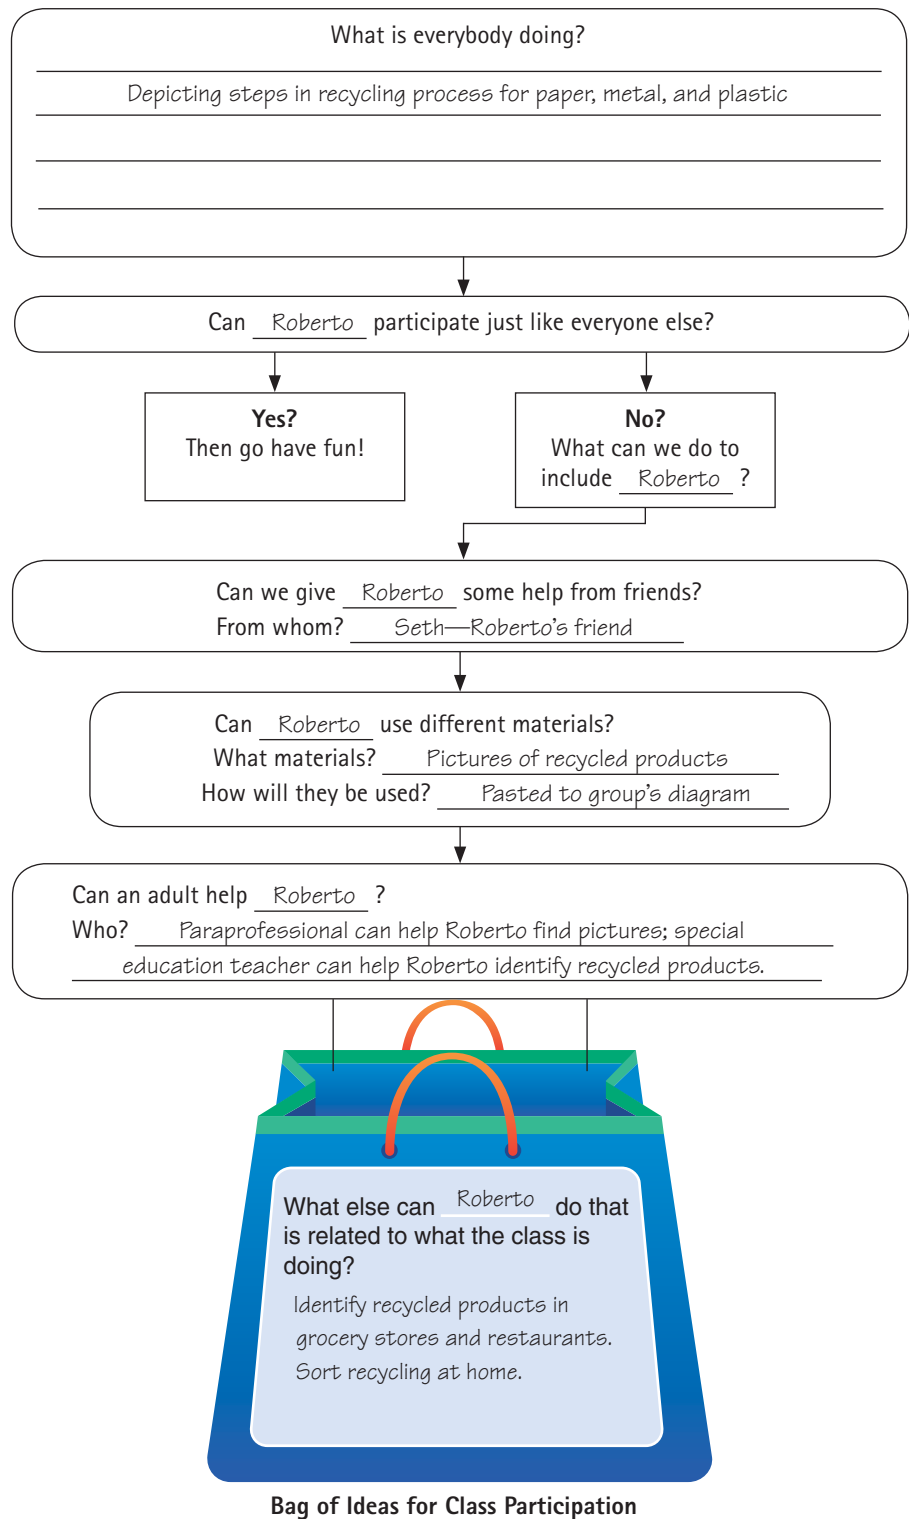 What is everybody doing?
Depicting steps in recycling process for paper, metal, and plastic
Can Roberto participate just like everyone else?
Yes?
Then go have fun!
No?
What can we do to
include Roberto ?
Can we give Roberto some help from friends?
From whom? Seth—Roberto's friend
Can Roberto use different materials?
What materials? Pictures of recycled products
How will they be used? Pasted to group's diagram
Can an adult help Roberto ?
Who? Paraprofessional can help Roberto find pictures; special
education teacher can help Roberto identify recycled products.
What else can Roberto do that
is related to what the class is
doing?
Identify recycled products in
grocery stores and restaurants.
Sort recycling at home.
Bag of Ideas for Class Participation